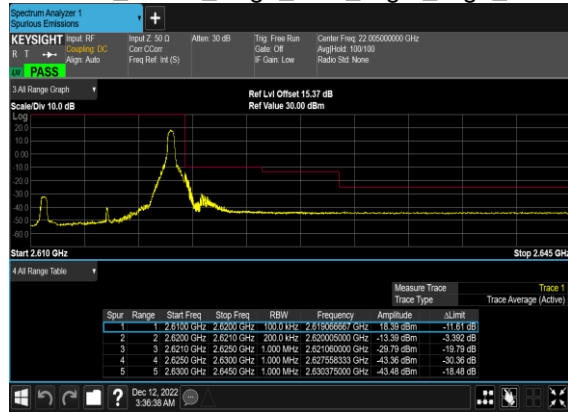 Spectrum Analyzer 1
Spurious Emissions
+
KEYSIGHT Input: RF Input Z: 50 Ω Atten: 30 dB Trig: Free Run Center Freq: 22.005000000 GHz
R T Coupling: DC Corr CCorr Gate: Off Avg|Hold: 100/100
Align: Auto Freq Ref: Int (S) IF Gain: Low Radio Std: None
PASS
3 All Range Graph
Ref Lvl Offset 15.37 dB
Scale/Div 10.0 dB Ref Value 30.00 dBm
Log
20.0
10.0
0.00
-10.0
-20.0
-30.0
-40.0
-50.0
-60.0
Start 2.610 GHz Stop 2.645 GHz
4 All Range Table
Measure Trace Trace 1
Trace Type Trace Average (Active)
Spur Range Start Freq Stop Freq RBW Frequency Amplitude ΔLimit
1 1 2.6100 GHz 2.6200 GHz 100.0 kHz 2.619066667 GHz 18.39 dBm -11.61 dB
2 2 2.6200 GHz 2.6210 GHz 200.0 kHz 2.620005000 GHz -13.39 dBm -3.392 dB
3 3 2.6210 GHz 2.6250 GHz 1.000 MHz 2.621060000 GHz -29.79 dBm -19.79 dB
4 4 2.6250 GHz 2.6300 GHz 1.000 MHz 2.627558333 GHz -43.36 dBm -30.36 dB
5 5 2.6300 GHz 2.6450 GHz 1.000 MHz 2.630375000 GHz -43.48 dBm -18.48 dB
? Dec 12, 2022
3:36:38 AM